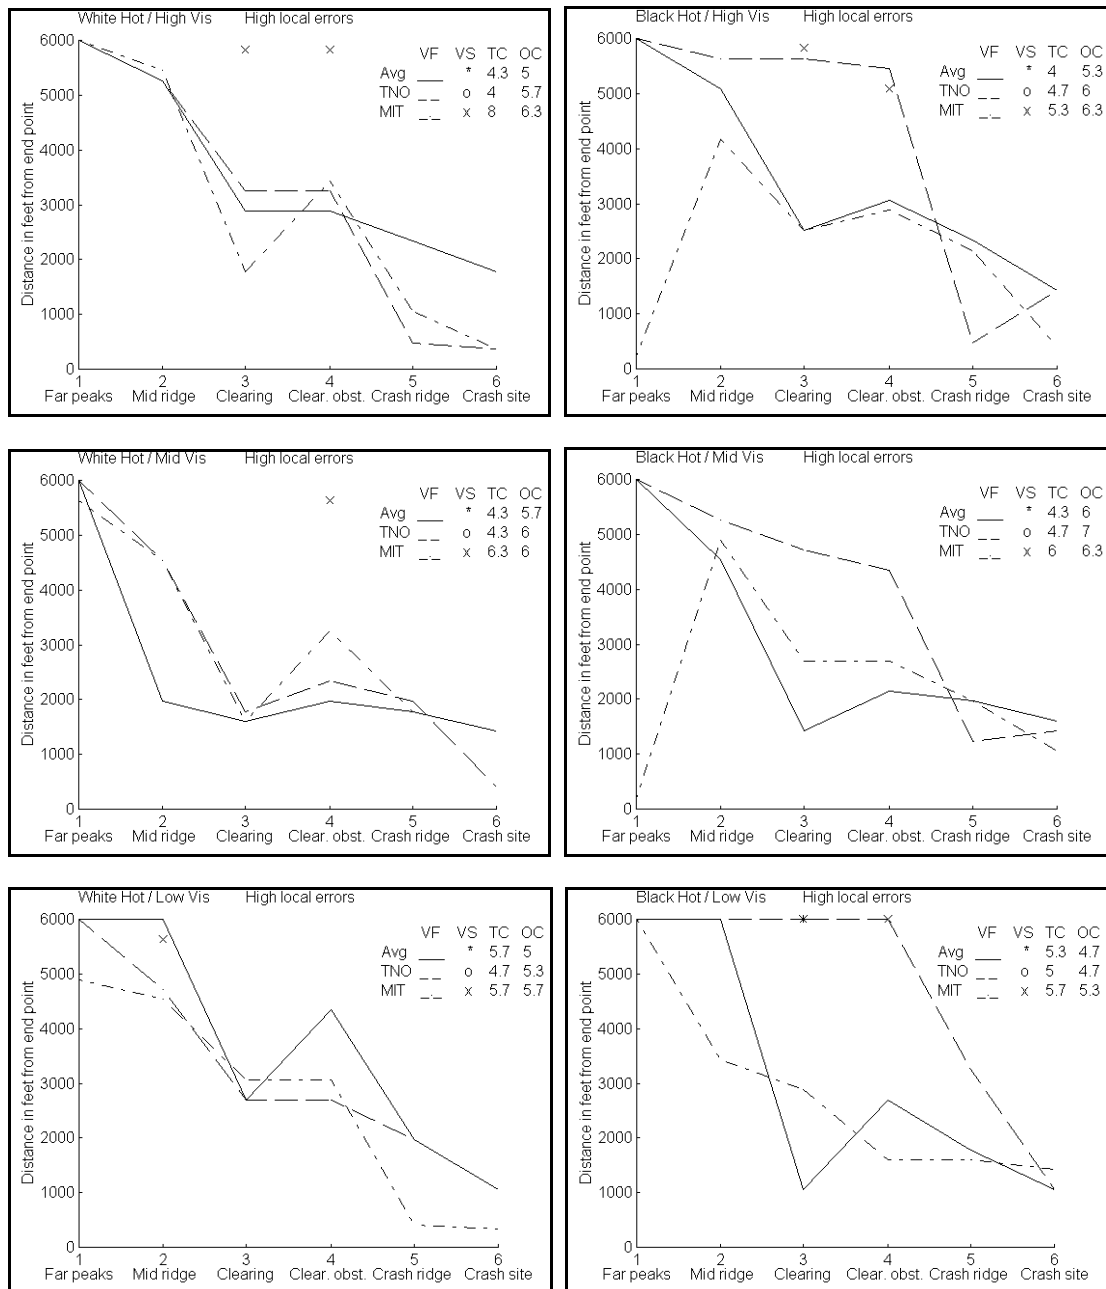 White Hot / High Vis High local errors
VF VS TC OC
Avg * 4.3 5
TNO o 4 5.7
MIT x 8 6.3
Distance in feet from end point
6000
5000
4000
3000
2000
1000
0
1 2 3 4 5 6
Far peaks Mid ridge Clearing Clear. obst. Crash ridge Crash site
Black Hot / High Vis High local errors
VF VS TC OC
Avg * 4 5.3
TNO o 4.7 6
MIT x 5.3 6.3
Distance in feet from end point
6000
5000
4000
3000
2000
1000
0
1 2 3 4 5 6
Far peaks Mid ridge Clearing Clear. obst. Crash ridge Crash site
White Hot / Mid Vis High local errors
VF VS TC OC
Avg * 4.3 5.7
TNO o 4.3 6
MIT x 6.3 6
Distance in feet from end point
6000
5000
4000
3000
2000
1000
0
1 2 3 4 5 6
Far peaks Mid ridge Clearing Clear. obst. Crash ridge Crash site
Black Hot / Mid Vis High local errors
VF VS TC OC
Avg * 4.3 6
TNO o 4.7 7
MIT x 6 6.3
Distance in feet from end point
6000
5000
4000
3000
2000
1000
0
1 2 3 4 5 6
Far peaks Mid ridge Clearing Clear. obst. Crash ridge Crash site
White Hot / Low Vis High local errors
VF VS TC OC
Avg * 5.7 5
TNO o 4.7 5.3
MIT x 5.7 5.7
Distance in feet from end point
6000
5000
4000
3000
2000
1000
0
1 2 3 4 5 6
Far peaks Mid ridge Clearing Clear. obst. Crash ridge Crash site
Black Hot / Low Vis High local errors
VF VS TC OC
Avg * 5.3 4.7
TNO o 5 4.7
MIT x 5.7 5.3
Distance in feet from end point
6000
5000
4000
3000
2000
1000
0
1 2 3 4 5 6
Far peaks Mid ridge Clearing Clear. obst. Crash ridge Crash site